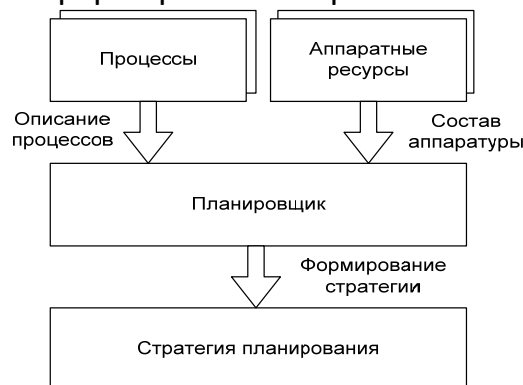 Процессы
Аппаратные
ресурсы
Описание
процессов
Состав
аппаратуры
Планировщик
Формирование
стратегии
Стратегия планирования